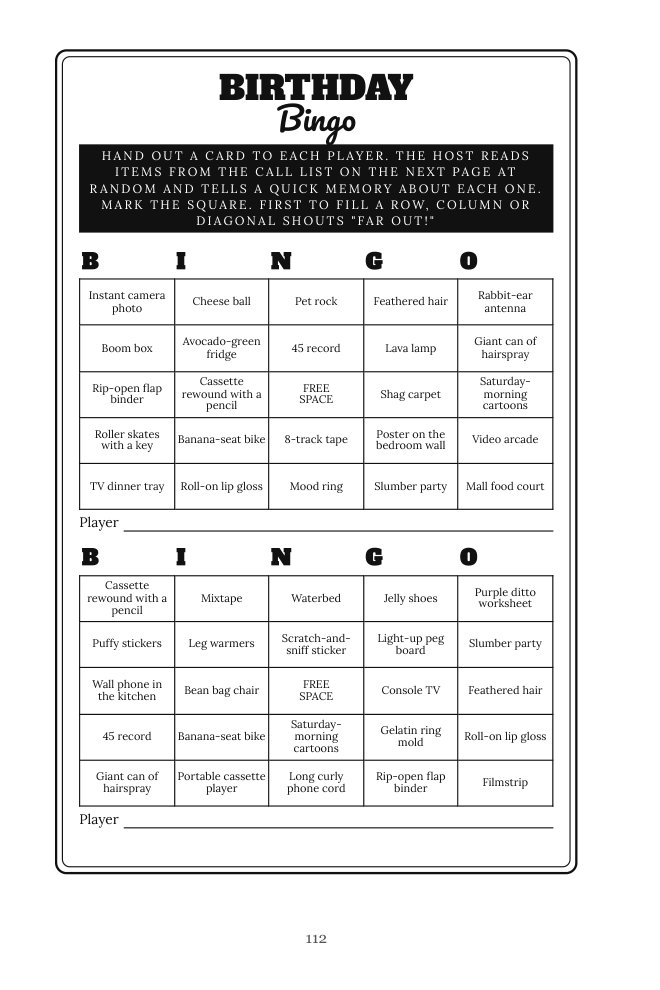 BIRTHDAY
Bingo
HAND OUT A CARD TO EACH PLAYER. THE HOST READS
ITEMS FROM THE CALL LIST ON THE NEXT PAGE AT
RANDOM AND TELLS A QUICK MEMORY ABOUT EACH ONE.
MARK THE SQUARE. FIRST TO FILL A ROW, COLUMN OR
DIAGONAL SHOUTS "FAR OUT!"
B I N G O
Instant camera
photo
Cheese ball
Pet rock
Feathered hair
Rabbit-ear
antenna
Boom box
Avocado-green
fridge
45 record
Lava lamp
Giant can of
hairspray
Rip-open flap
binder
Cassette
rewound with a
pencil
FREE
SPACE
Shag carpet
Saturday-
morning
cartoons
Roller skates
with a key
Banana-seat bike
8-track tape
Poster on the
bedroom wall
Video arcade
TV dinner tray
Roll-on lip gloss
Mood ring
Slumber party
Mall food court
Player
B I N G O
Cassette
rewound with a
pencil
Mixtape
Waterbed
Jelly shoes
Purple ditto
worksheet
Puffy stickers
Leg warmers
Scratch-and-
sniff sticker
Light-up peg
board
Slumber party
Wall phone in
the kitchen
Bean bag chair
FREE
SPACE
Console TV
Feathered hair
45 record
Banana-seat bike
Saturday-
morning
cartoons
Gelatin ring
mold
Roll-on lip gloss
Giant can of
hairspray
Portable cassette
player
Long curly
phone cord
Rip-open flap
binder
Filmstrip
Player
112